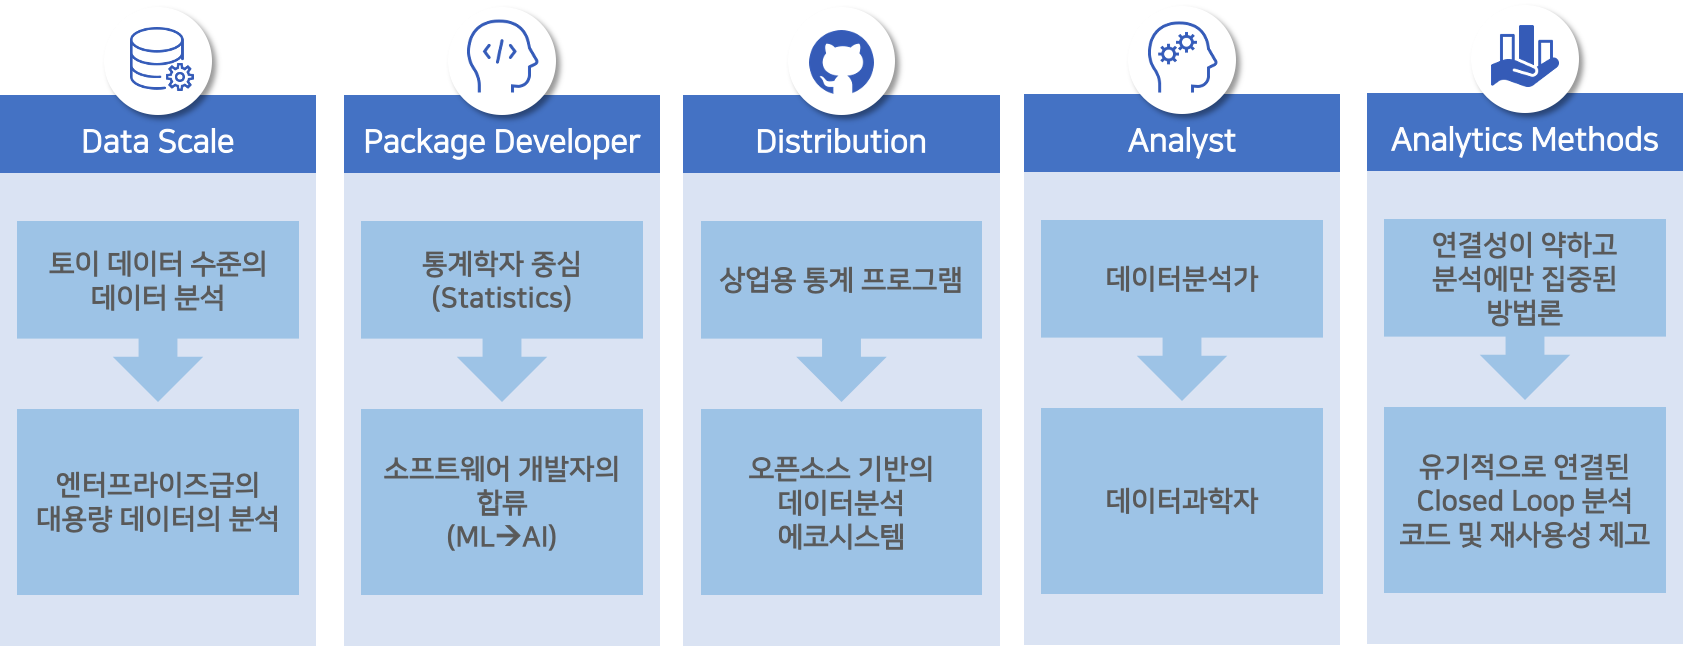 Data Scale
토이 데이터 수준의
데이터 분석
엔터프라이즈급의
대용량 데이터의 분석
Package Developer
통계학자 중심
(Statistics)
소프트웨어 개발자의
합류
(ML→AI)
Distribution
상업용 통계 프로그램
오픈소스 기반의
데이터분석
에코시스템
Analyst
데이터분석가
데이터과학자
Analytics Methods
연결성이 약하고
분석에만 집중된
방법론
유기적으로 연결된
Closed Loop 분석
코드 및 재사용성 제고